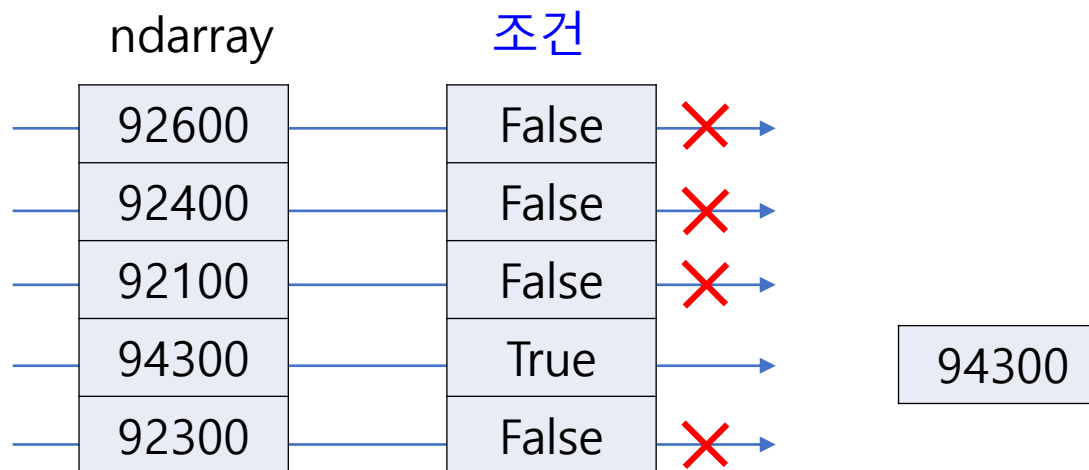 ndarray 조건
92600 False
92400 False
92100 False
94300 True 94300
92300 False